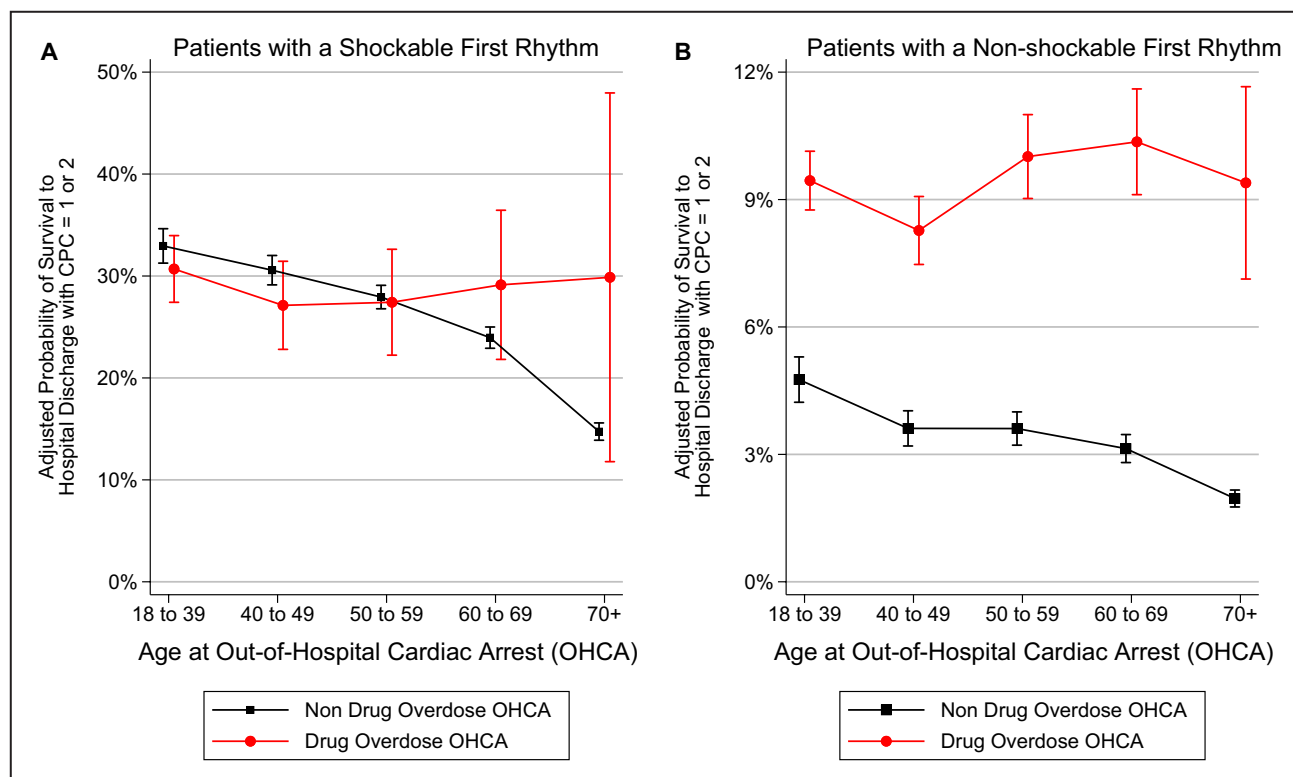 A
Patients with a Shockable First Rhythm
Adjusted Probability of Survival to
Hospital Discharge with CPC = 1 or 2
50%
40%
30%
20%
10%
0%
18 to 39
40 to 49
50 to 59
60 to 69
70+
Age at Out-of-Hospital Cardiac Arrest (OHCA)
Non Drug Overdose OHCA
Drug Overdose OHCA
B
Patients with a Non-shockable First Rhythm
Adjusted Probability of Survival to
Hospital Discharge with CPC = 1 or 2
12%
9%
6%
3%
0%
18 to 39
40 to 49
50 to 59
60 to 69
70+
Age at Out-of-Hospital Cardiac Arrest (OHCA)
Non Drug Overdose OHCA
Drug Overdose OHCA